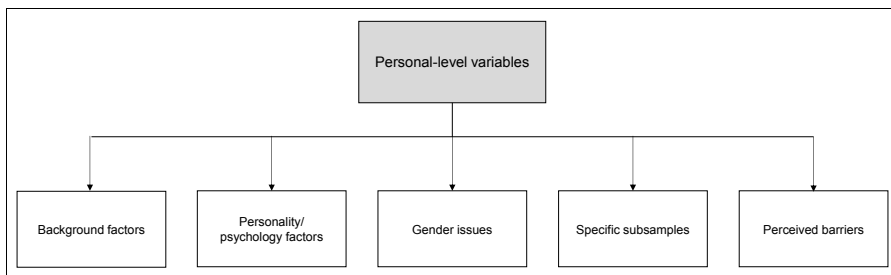 Personal-level variables
Background factors
Personality/
psychology factors
Gender issues
Specific subsamples
Perceived barriers